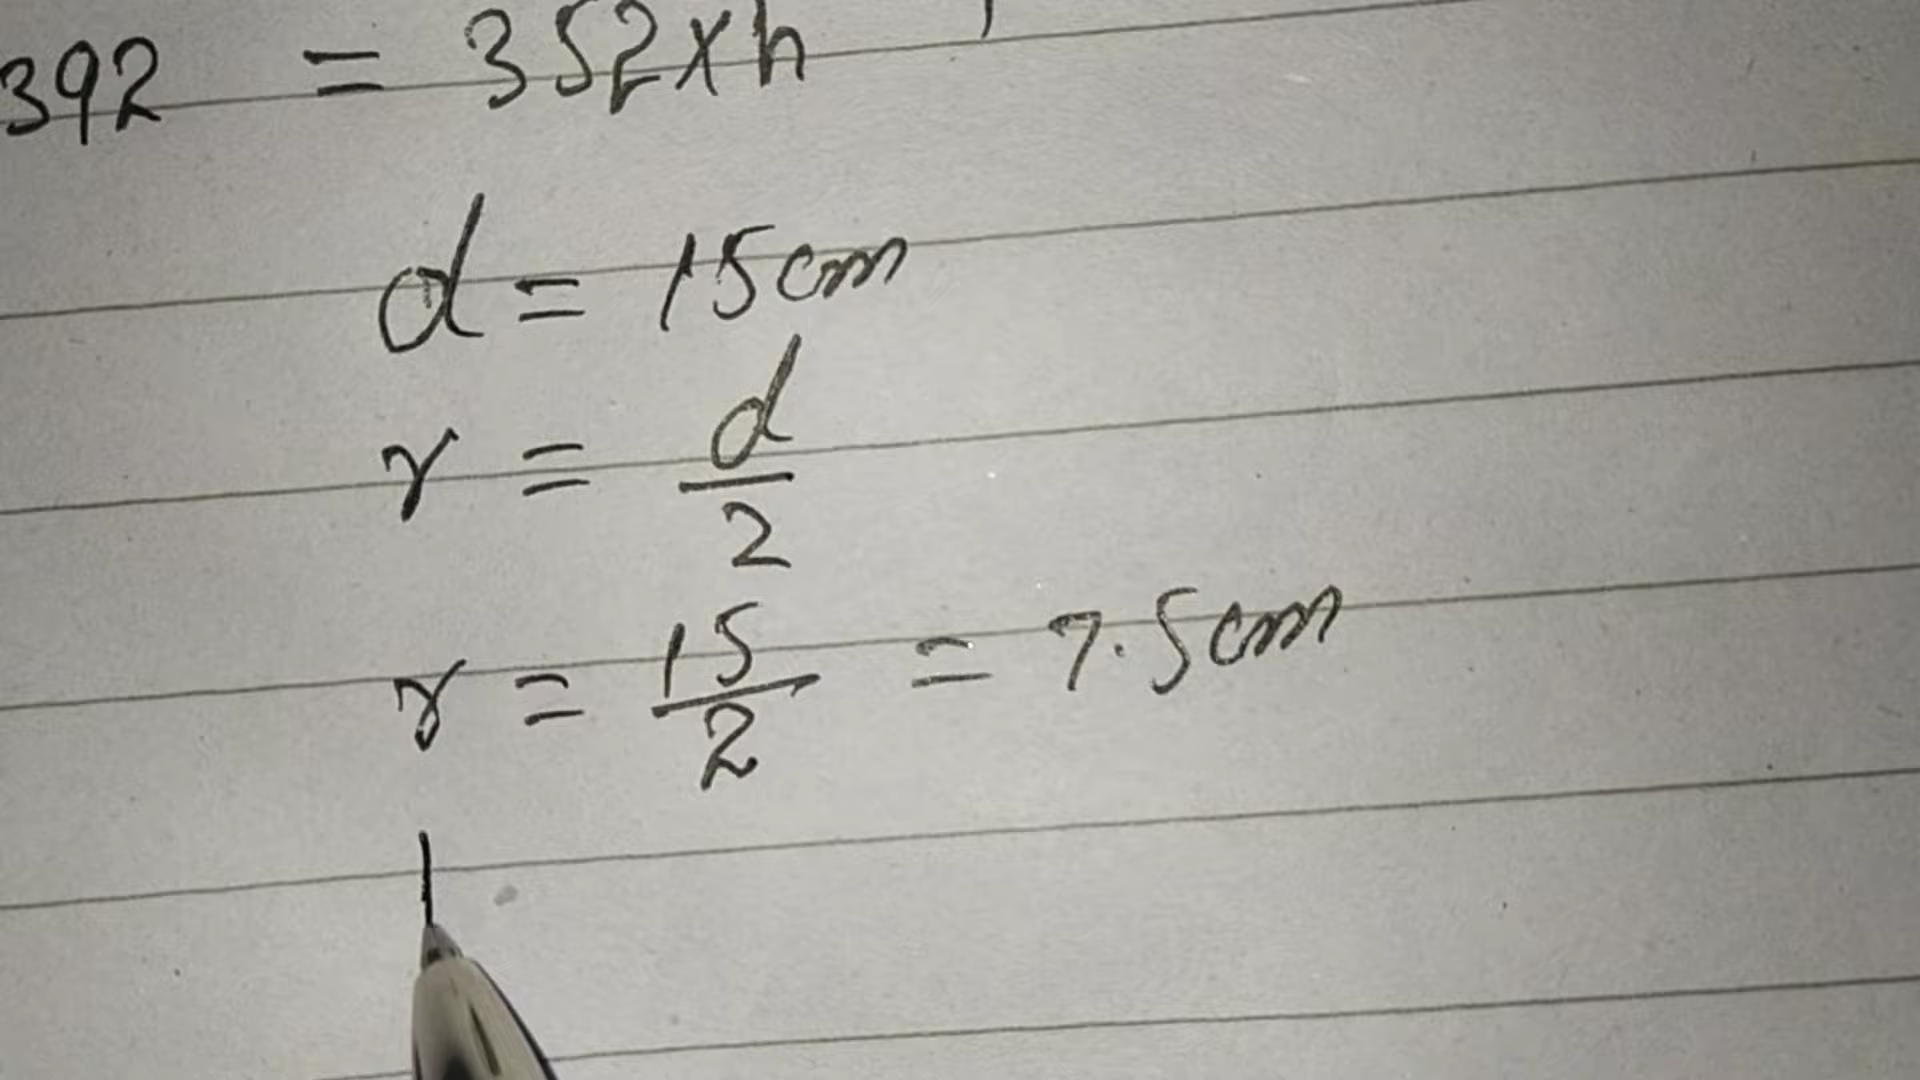 392 = 352xh
d = 15cm
r = d/2
r = 15/2 = 7.5cm